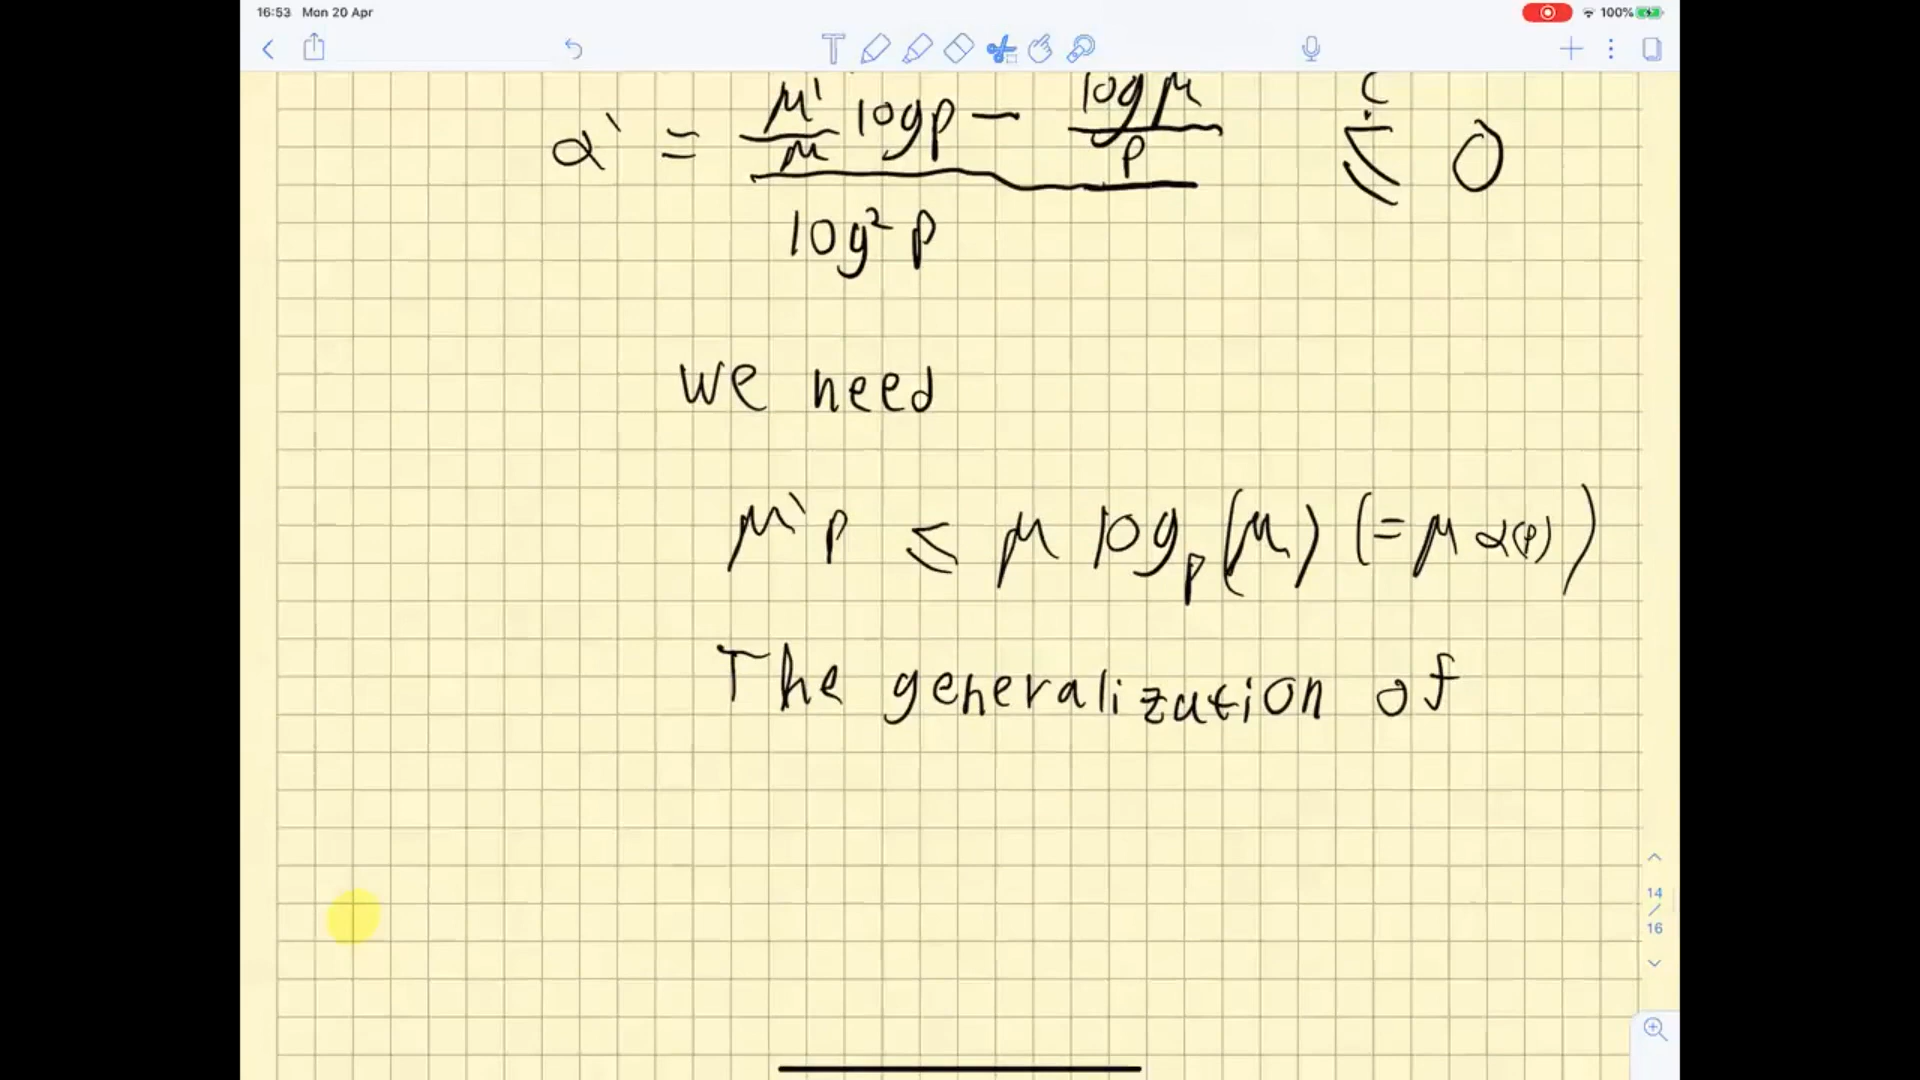 16:53 Mon 20 Apr
100%
α' = (μ'/μ log p − log μ/p) / log² p ≤ 0
?
we need
μ'p ≤ μ log_p(μ) (= μ α(p))
The generalization of
14
/
16